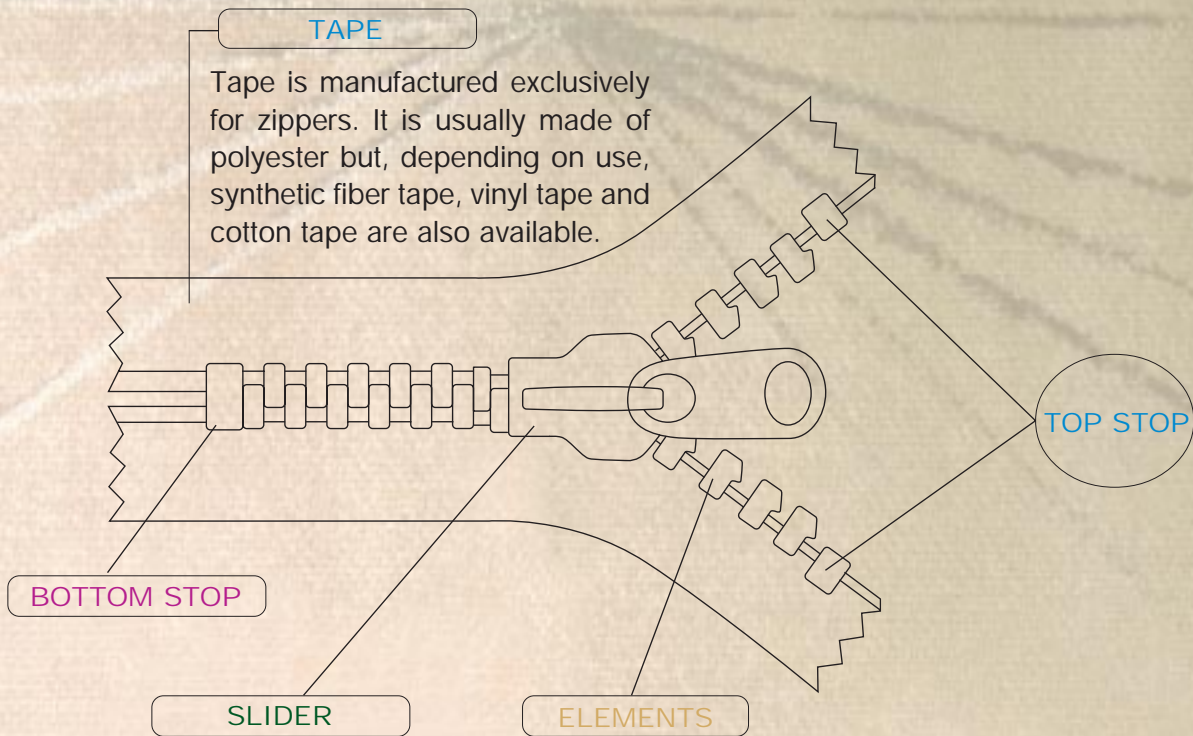 TAPE
Tape is manufactured exclusively
for zippers. It is usually made of
polyester but, depending on use,
synthetic fiber tape, vinyl tape and
cotton tape are also available.
TOP STOP
BOTTOM STOP
SLIDER
ELEMENTS